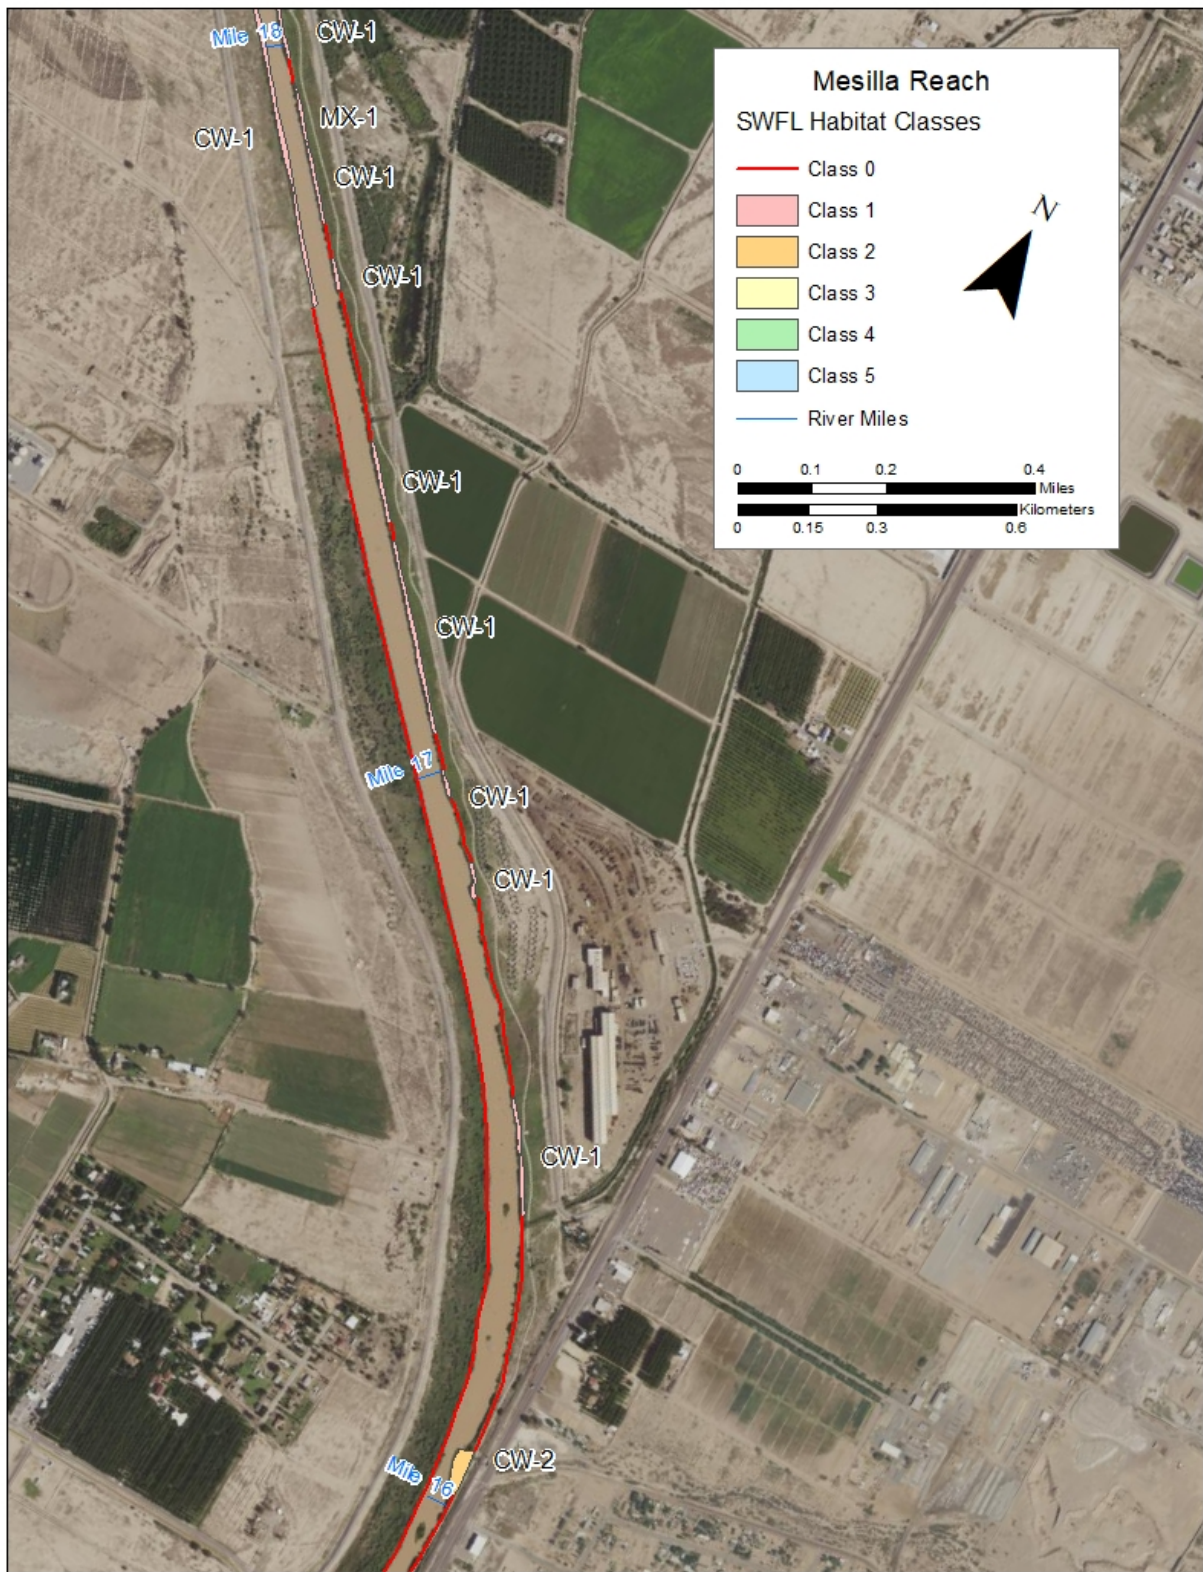 Mile 18
CW-1
Mesilla Reach
SWFL Habitat Classes
MX-1
CW-1
CW-1
Class 0
N
Class 1
CW-1
Class 2
Class 3
Class 4
Class 5
River Miles
0 0.1 0.2 0.4
Miles
Kilometers
0 0.15 0.3 0.6
CW-1
CW-1
Mile 17
CW-1
CW-1
CW-1
CW-2
Mile 16